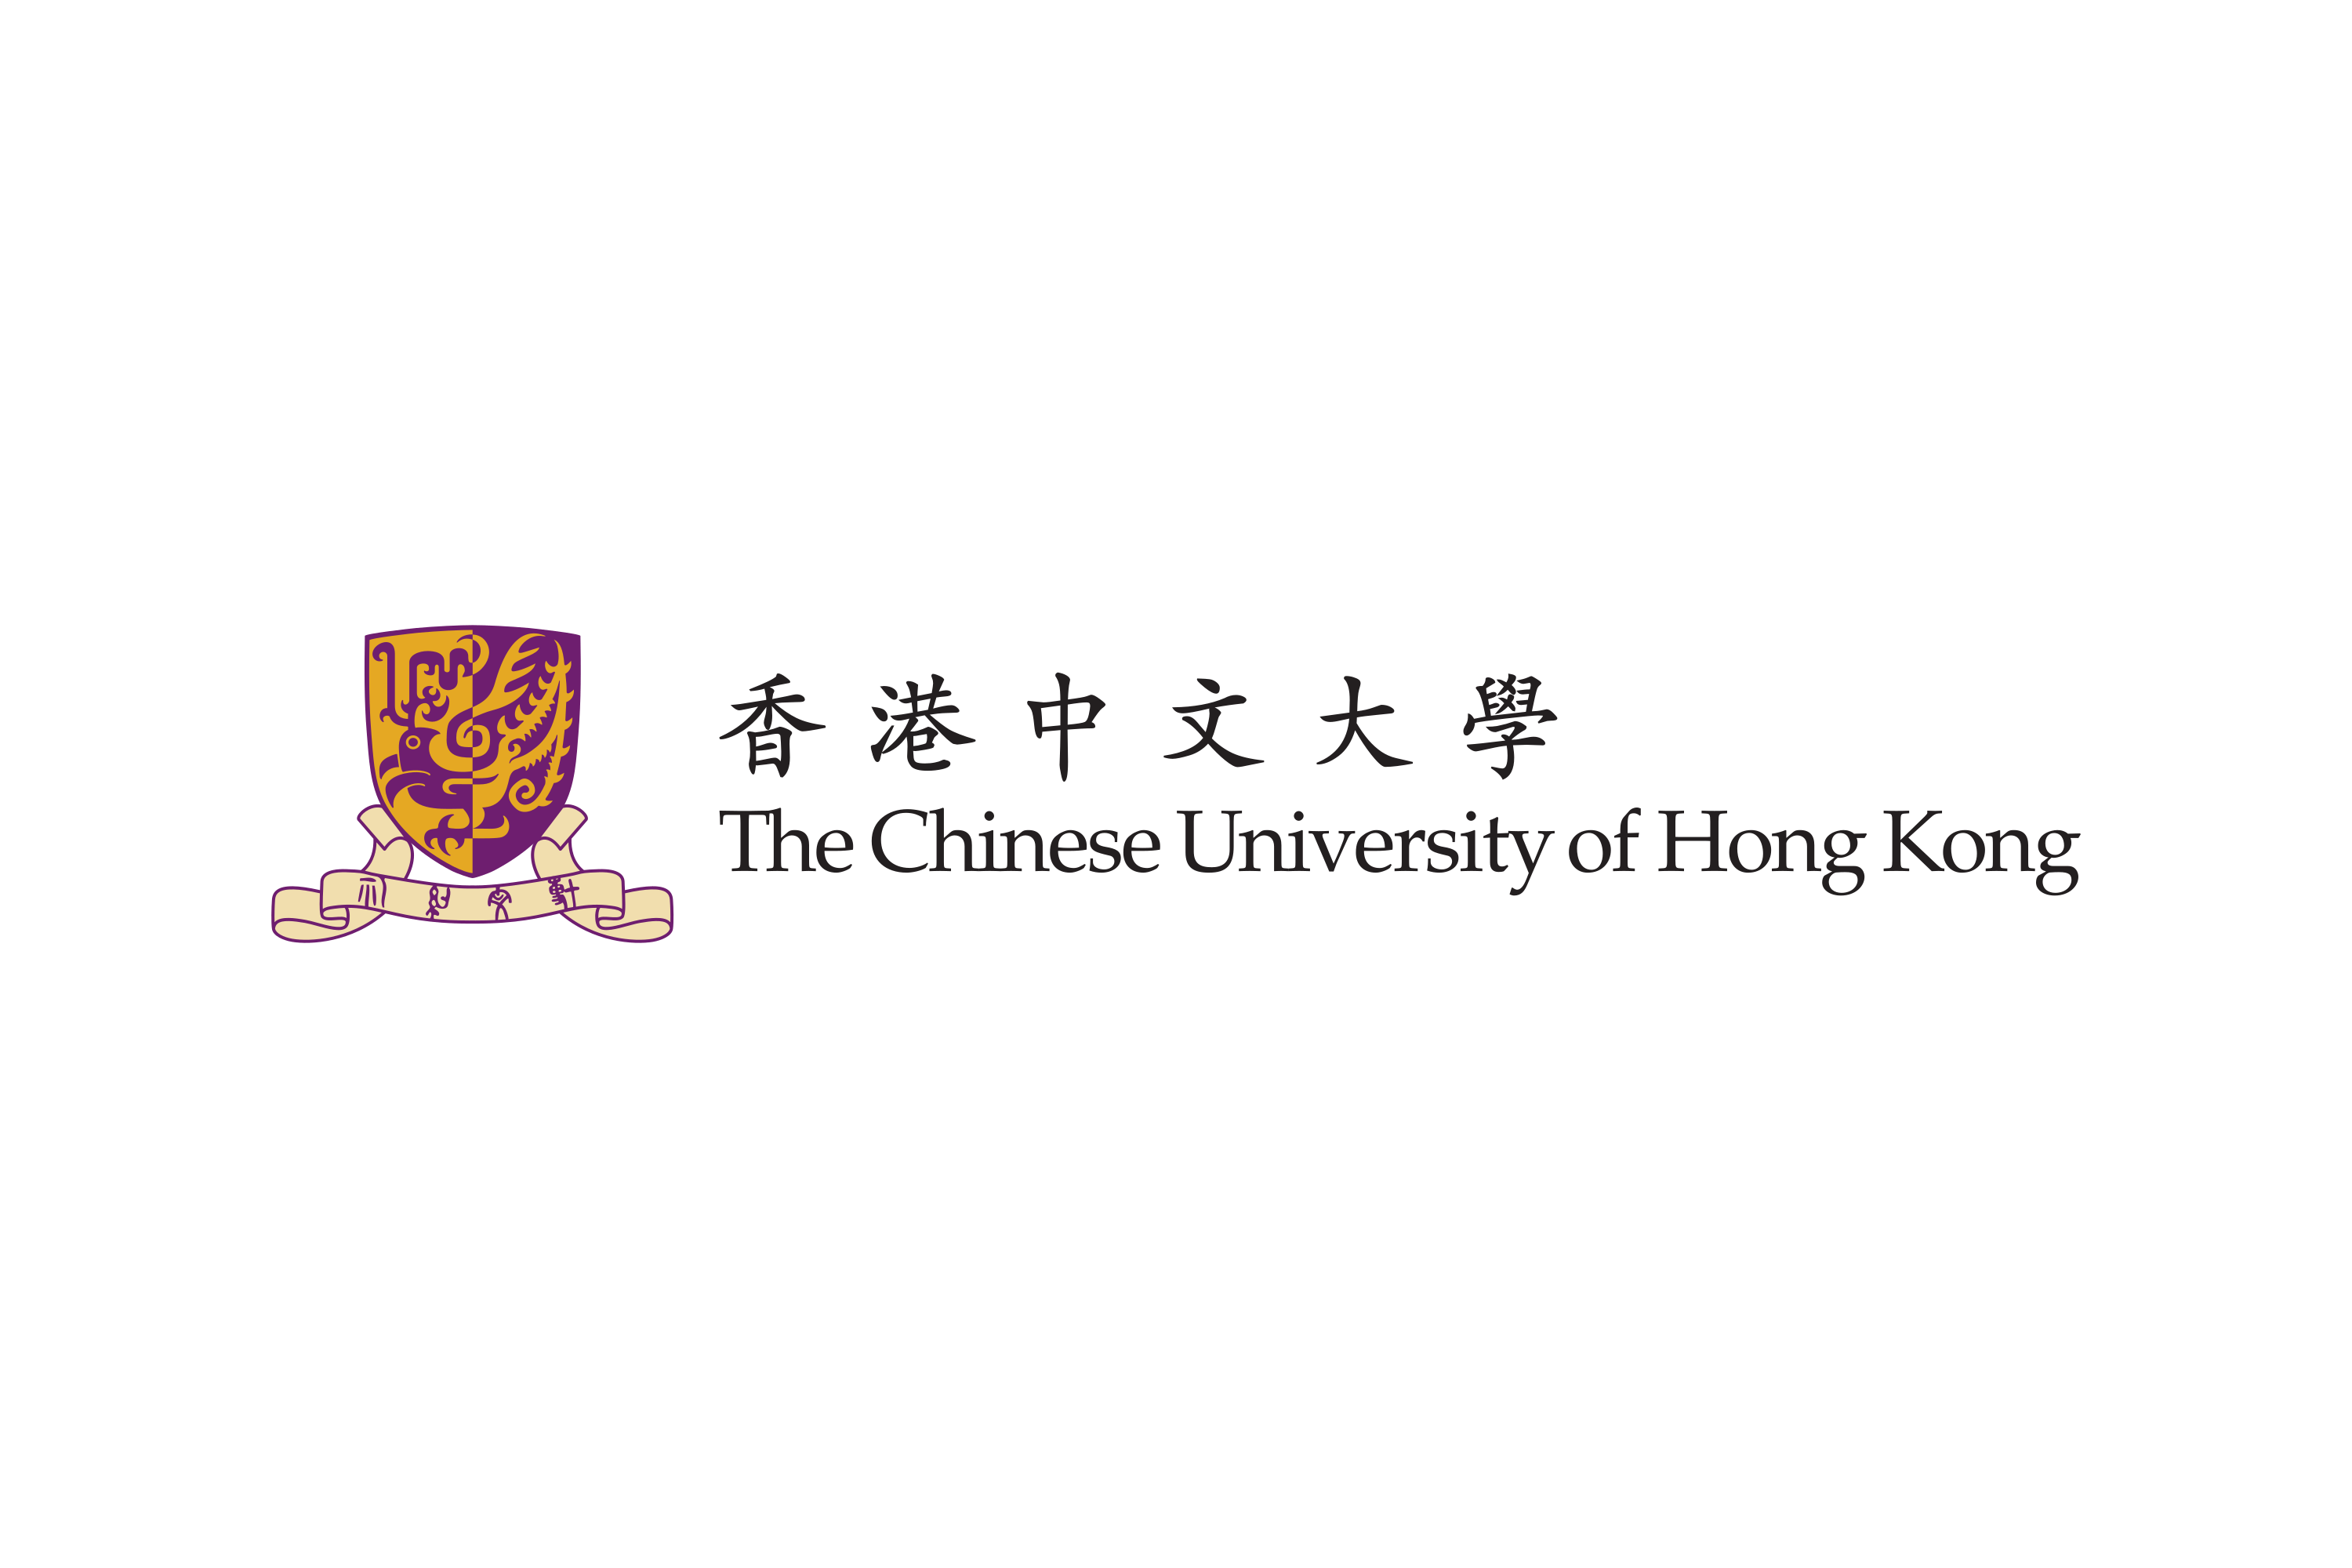 香港中文大學
The Chinese University of Hong Kong